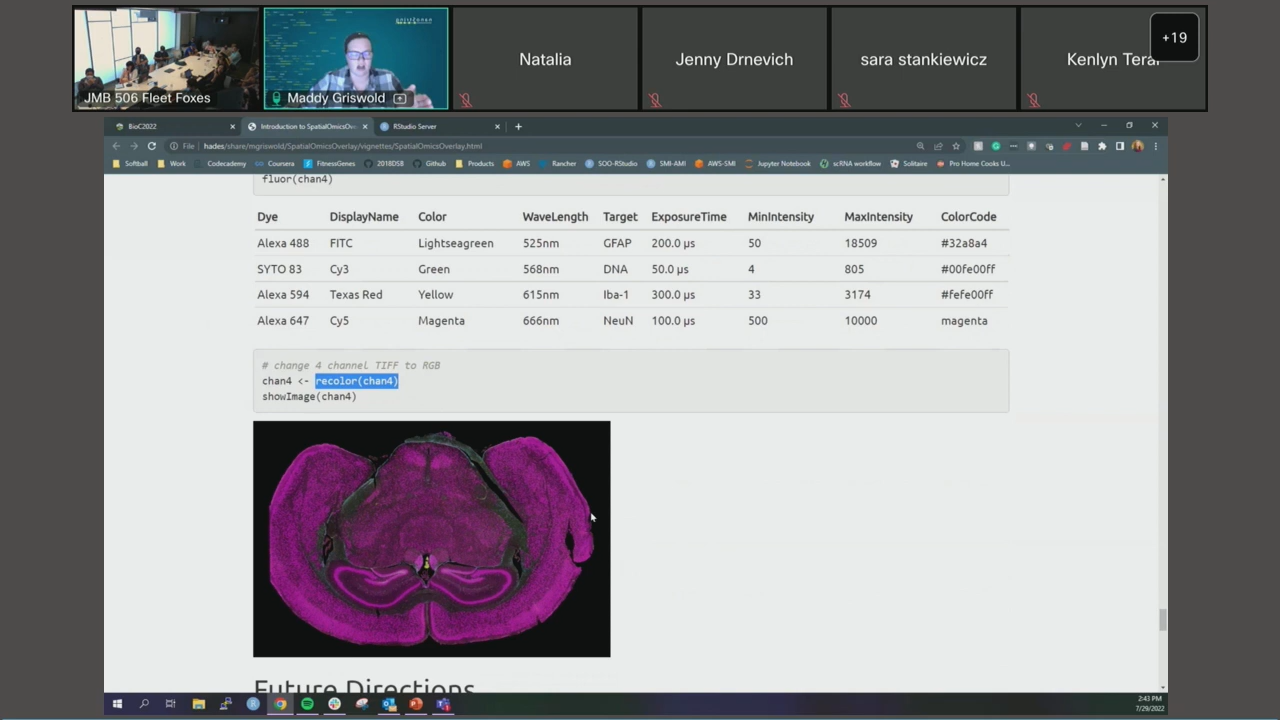 nanoString
JMB 506 Fleet Foxes
Maddy Griswold
Natalia
Jenny Drnevich
sara stankiewicz
Kenlyn Terai
+19
BioC2022
Introduction to SpatialOmicsOv
RStudio Server
File hades/share/mgriswold/SpatialOmicsOverlay/vignettes/SpatialOmicsOverlay.html
Softball Work Codecademy Coursera FitnessGenes 2018DSB Github Products AWS Rancher SOO-RStudio SMI-AMI AWS-SMI Jupyter Notebook scRNA workflow Solitaire Pro Home Cooks U...
fluor(chan4)
Dye DisplayName Color WaveLength Target ExposureTime MinIntensity MaxIntensity ColorCode
Alexa 488 FITC Lightseagreen 525nm GFAP 200.0 μs 50 18509 #32a8a4
SYTO 83 Cy3 Green 568nm DNA 50.0 μs 4 805 #00fe00ff
Alexa 594 Texas Red Yellow 615nm Iba-1 300.0 μs 33 3174 #fefe00ff
Alexa 647 Cy5 Magenta 666nm NeuN 100.0 μs 500 10000 magenta
# change 4 channel TIFF to RGB
chan4 <- recolor(chan4)
showImage(chan4)
Future Directions
2:43 PM
7/29/2022